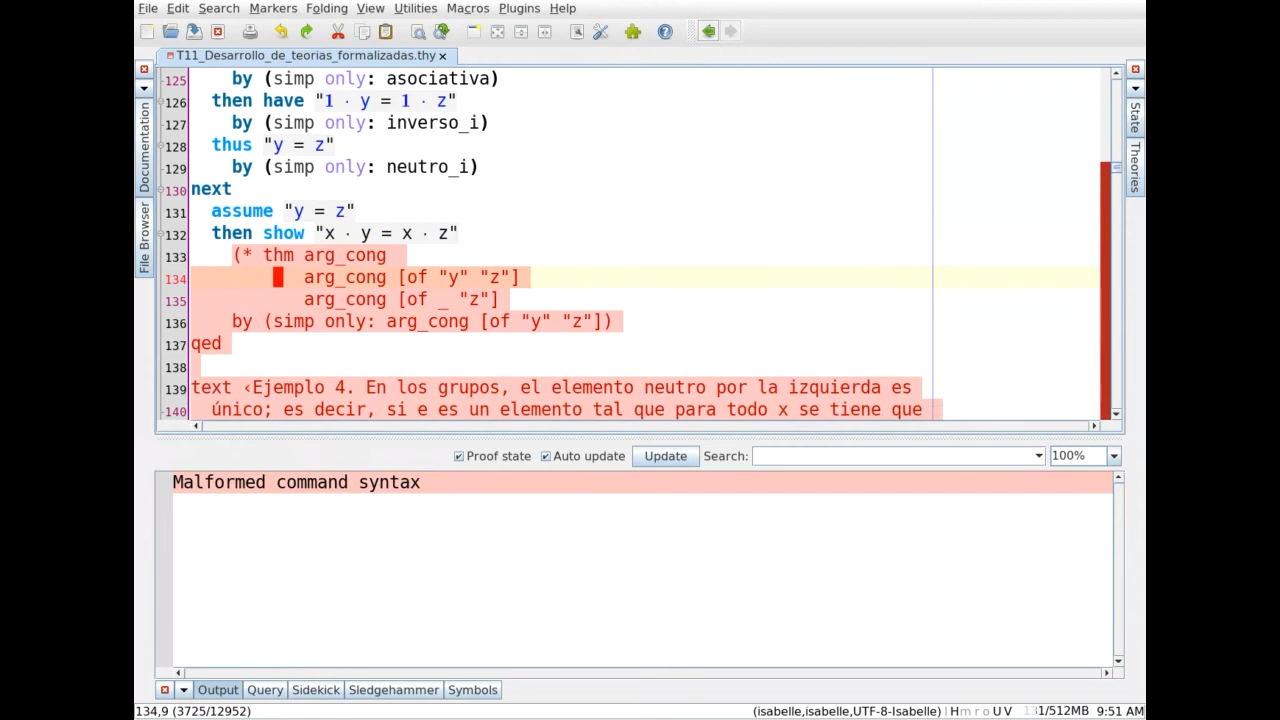 File Edit Search Markers Folding View Utilities Macros Plugins Help
T11_Desarrollo_de_teorias_formalizadas.thy
125 by (simp only: asociativa)
126 then have "1 · y = 1 · z"
127 by (simp only: inverso_i)
128 thus "y = z"
129 by (simp only: neutro_i)
130 next
131 assume "y = z"
132 then show "x · y = x · z"
133 (* thm arg_cong
134 arg_cong [of "y" "z"]
135 arg_cong [of _ "z"]
136 by (simp only: arg_cong [of "y" "z"])
137 qed
138
139 text ‹Ejemplo 4. En los grupos, el elemento neutro por la izquierda es
140 único; es decir, si e es un elemento tal que para todo x se tiene que
Documentation
File Browser
State
Theories
Proof state Auto update Update Search: 100%
Malformed command syntax
Output Query Sidekick Sledgehammer Symbols
134,9 (3725/12952) (isabelle,isabelle,UTF-8-Isabelle) H m r o U V 131/512MB 9:51 AM